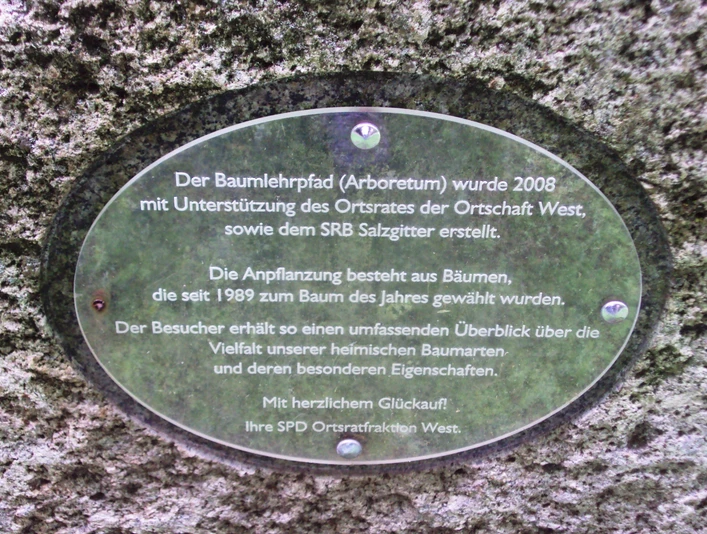 Der Baumlehrpfad (Arboretum) wurde 2008
mit Unterstützung des Ortsrates der Ortschaft West,
sowie dem SRB Salzgitter erstellt.
Die Anpflanzung besteht aus Bäumen,
die seit 1989 zum Baum des Jahres gewählt wurden.
Der Besucher erhält so einen umfassenden Überblick über die
Vielfalt unserer heimischen Baumarten
und deren besonderen Eigenschaften.
Mit herzlichem Glückauf!
Ihre SPD Ortsratfraktion West.